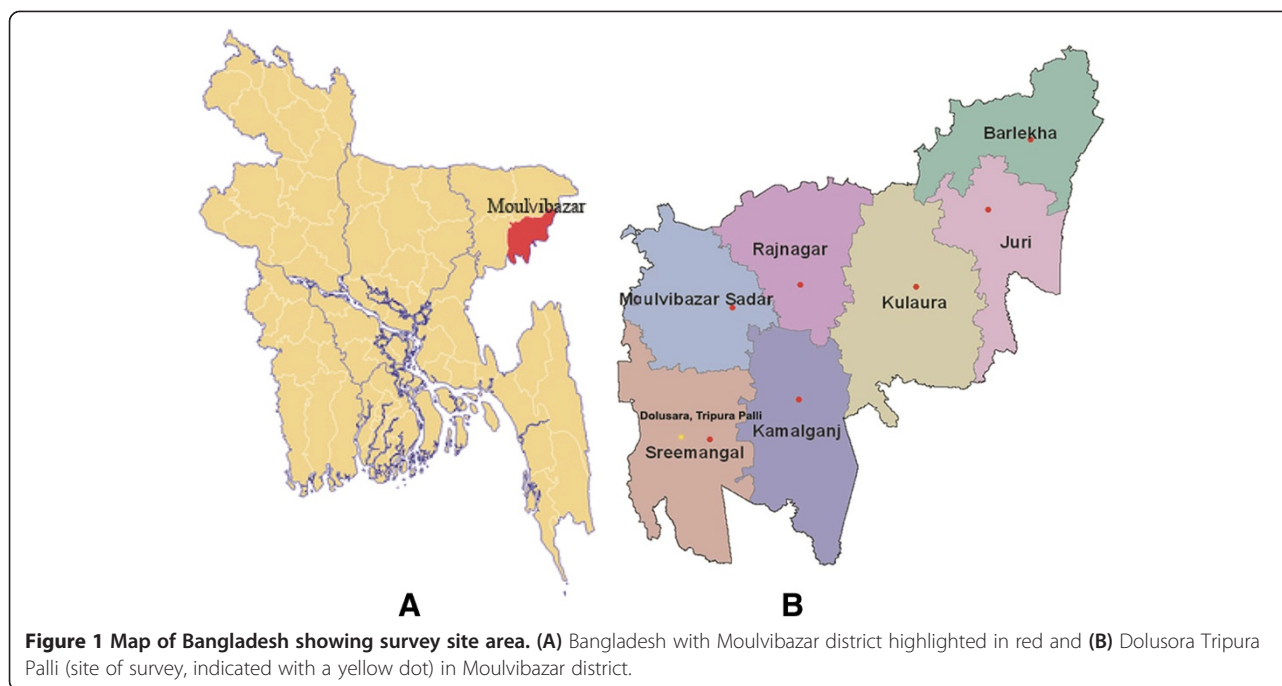 Moulvibazar
Barlekha
Rajnagar
Juri
Moulvibazar Sadar
Kulaura
Dolusara, Tripura Palli
Kamalganj
Sreemangal
A
B
Figure 1 Map of Bangladesh showing survey site area. (A) Bangladesh with Moulvibazar district highlighted in red and (B) Dolusora Tripura
Palli (site of survey, indicated with a yellow dot) in Moulvibazar district.